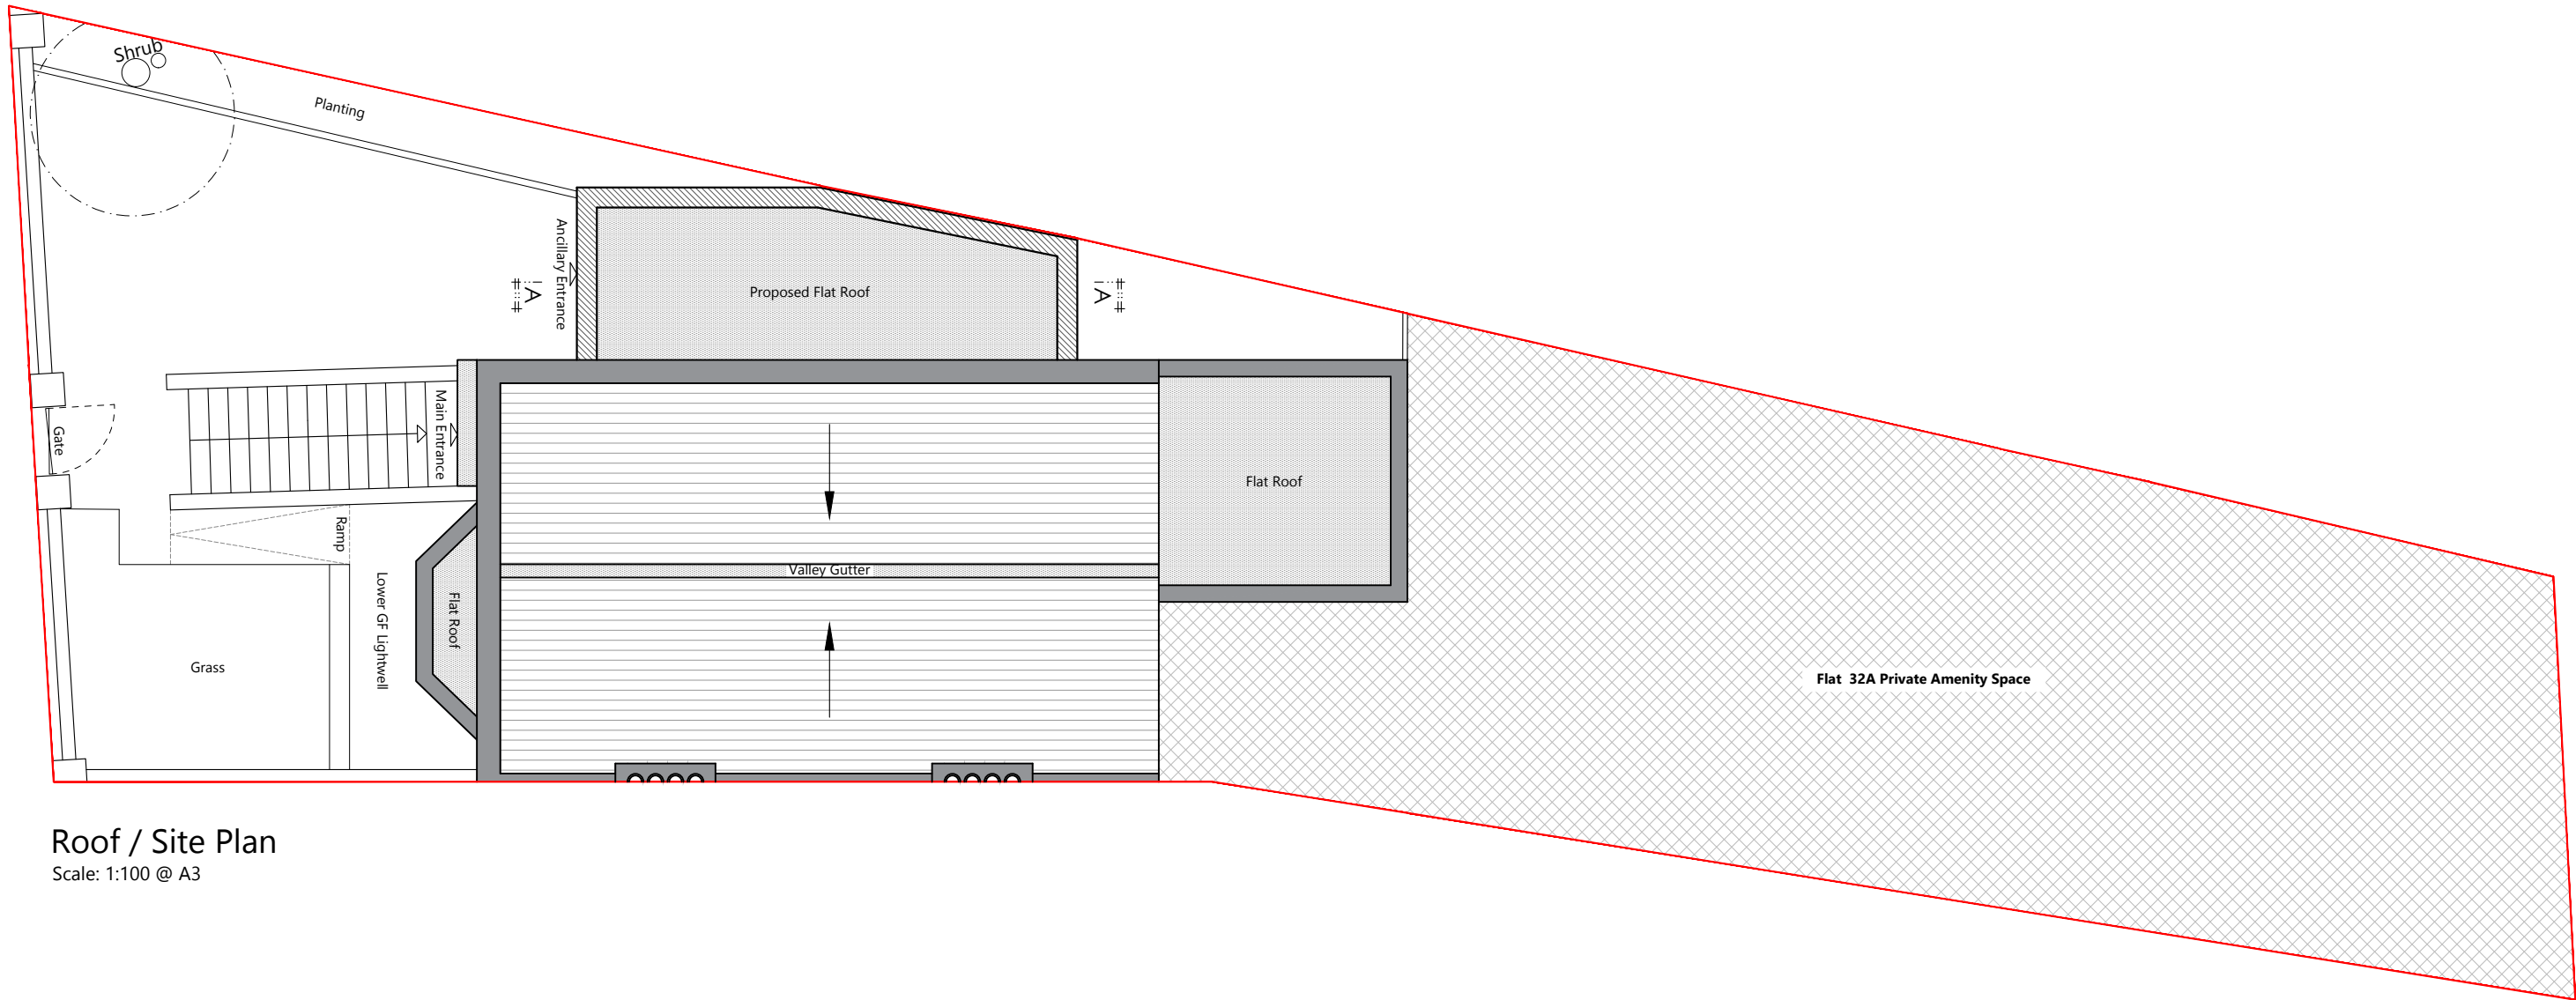 Shrub
Planting
Ancillary Entrance
A
A
Proposed Flat Roof
Main Entrance
Gate
Flat Roof
Ramp
Valley Gutter
Lower GF Lightwell
Flat Roof
Grass
Flat 32A Private Amenity Space
Roof / Site Plan
Scale: 1:100 @ A3